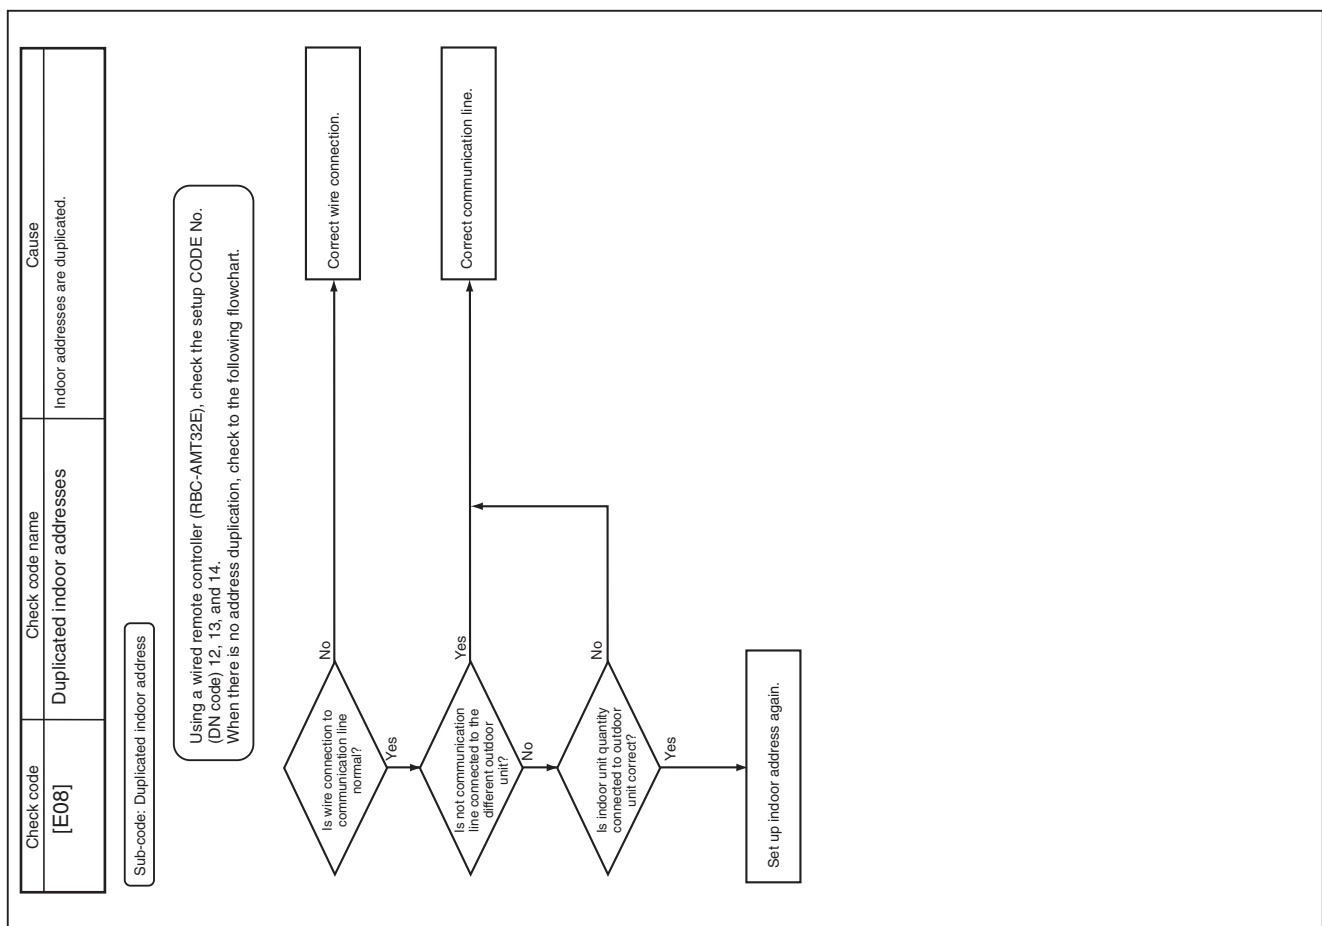 Check code
Check code name
Cause
[E08]
Duplicated indoor addresses
Indoor addresses are duplicated.
Sub-code: Duplicated indoor address
Using a wired remote controller (RBC-AMT32E), check the setup CODE No.
(DN code) 12, 13, and 14.
When there is no address duplication, check to the following flowchart.
Is wire connection to
communication line
normal?
No
Correct wire connection.
Yes
Is not communication
line connected to the
different outdoor
unit?
Yes
Correct communication line.
No
Is indoor unit quantity
connected to outdoor
unit correct?
No
Yes
Set up indoor address again.